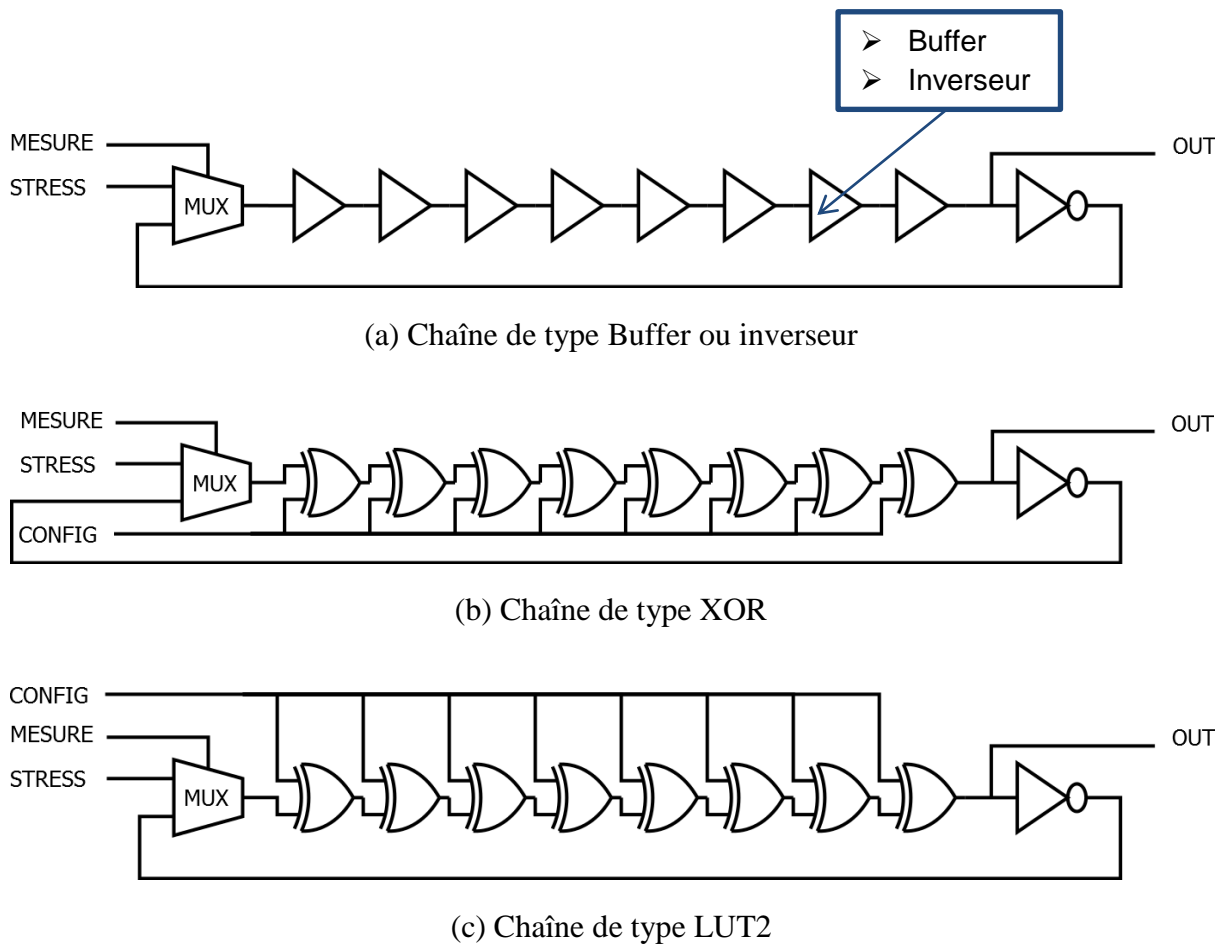 ➢ Buffer
➢ Inverseur
MESURE
STRESS
MUX
OUT
(a) Chaîne de type Buffer ou inverseur
MESURE
STRESS
MUX
CONFIG
OUT
(b) Chaîne de type XOR
CONFIG
MESURE
STRESS
MUX
OUT
(c) Chaîne de type LUT2